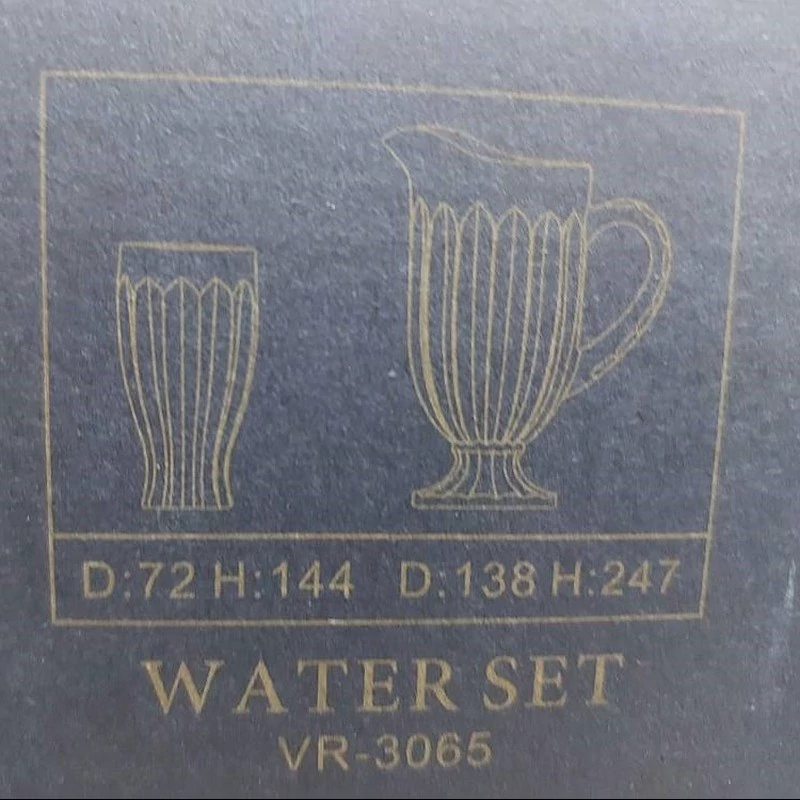 D:72 H:144 D:138 H:247
WATER SET
VR-3065